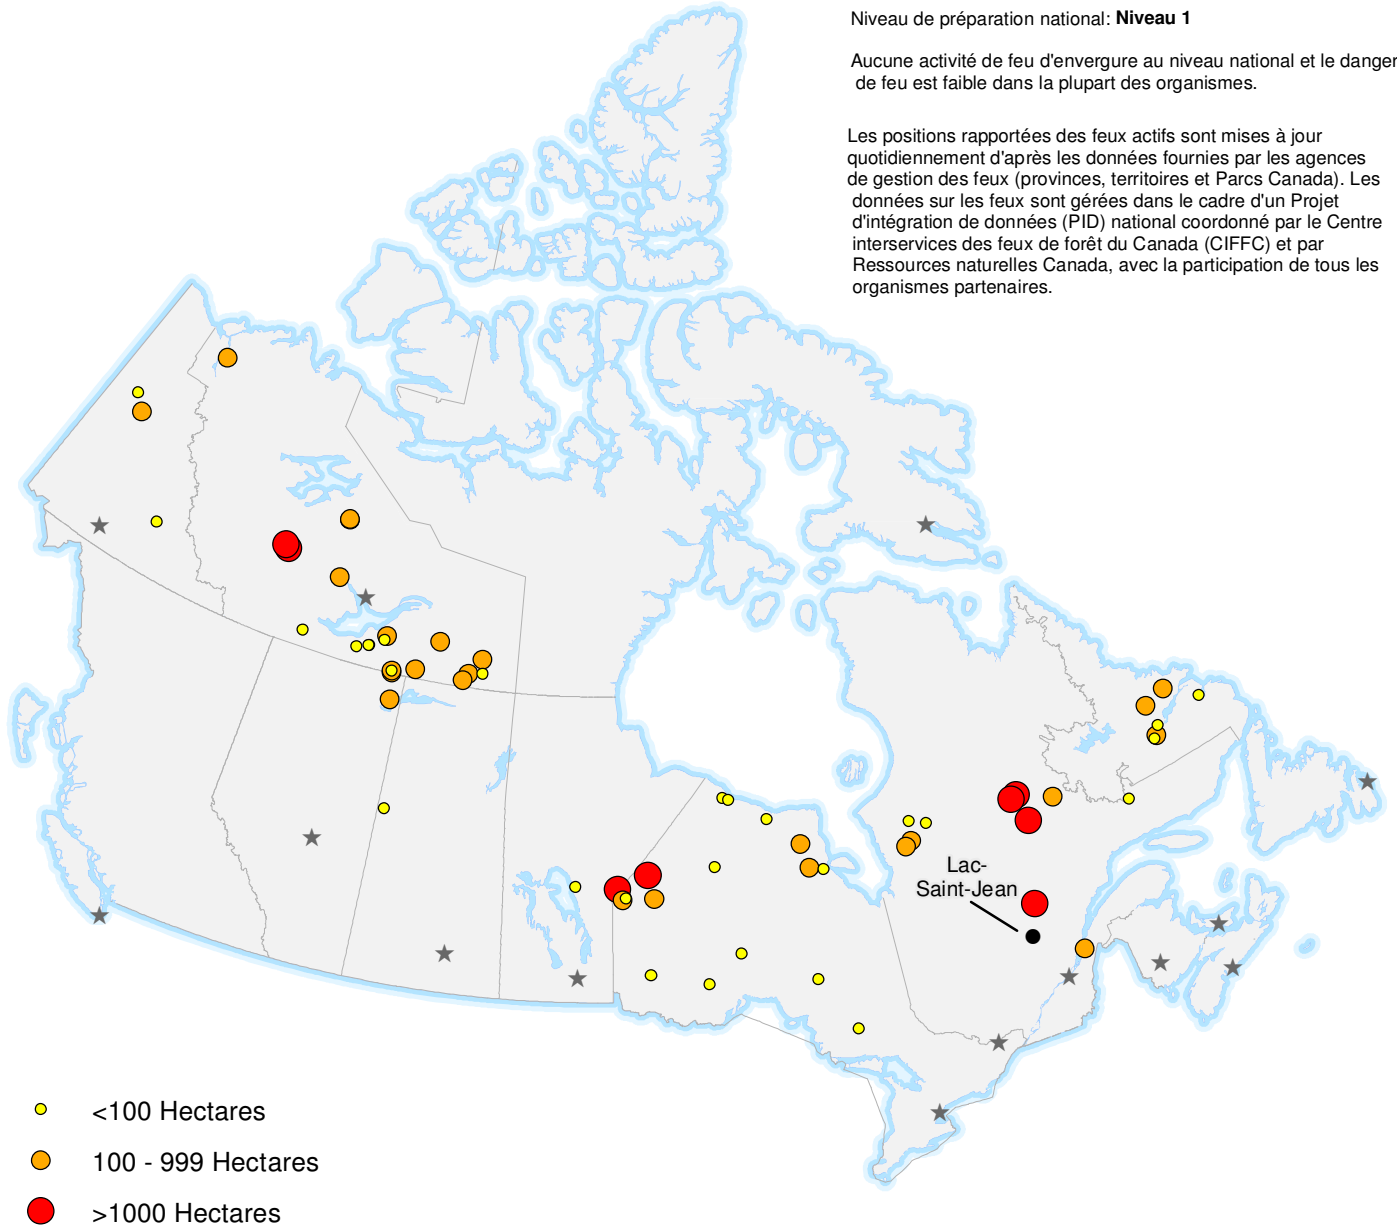 Niveau de préparation national: Niveau 1
Aucune activité de feu d'envergure au niveau national et le danger
de feu est faible dans la plupart des organismes.
Les positions rapportées des feux actifs sont mises à jour
quotidiennement d'après les données fournies par les agences
de gestion des feux (provinces, territoires et Parcs Canada). Les
données sur les feux sont gérées dans le cadre d'un Projet
d'intégration de données (PID) national coordonné par le Centre
interservices des feux de forêt du Canada (CIFFC) et par
Ressources naturelles Canada, avec la participation de tous les
organismes partenaires.
Lac-
Saint-Jean
<100 Hectares
100 - 999 Hectares
>1000 Hectares